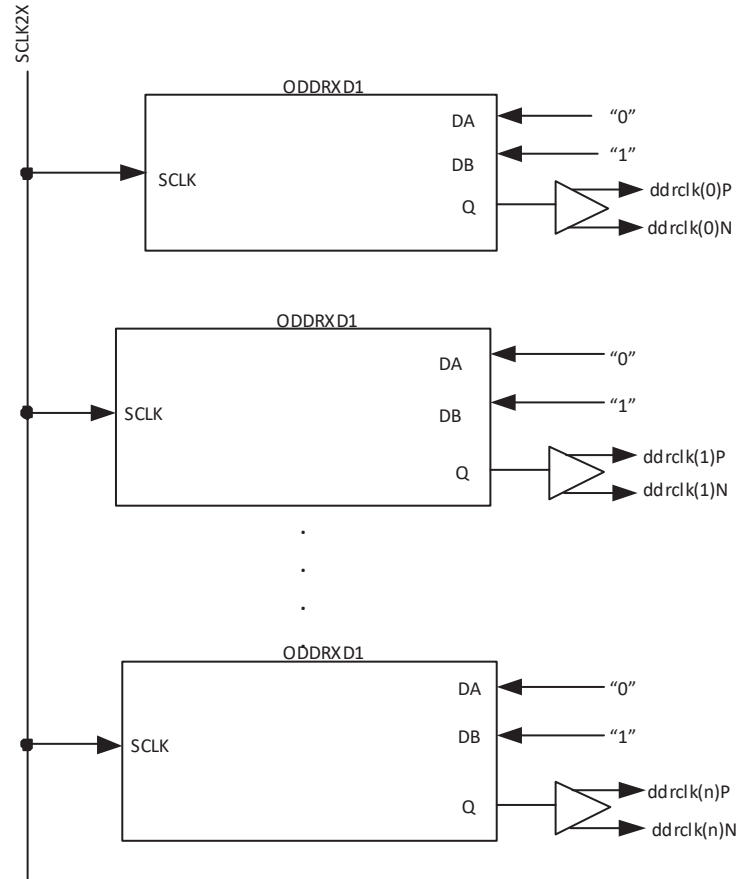 SCLK2X
ODDRXD1
DA
"0"
DB
"1"
SCLK
Q
ddrclk(0)P
ddrclk(0)N
ODDRXD1
DA
"0"
SCLK
DB
"1"
Q
ddrclk(1)P
ddrclk(1)N
ODDRXD1
DA
"0"
SCLK
DB
"1"
Q
ddrclk(n)P
ddrclk(n)N